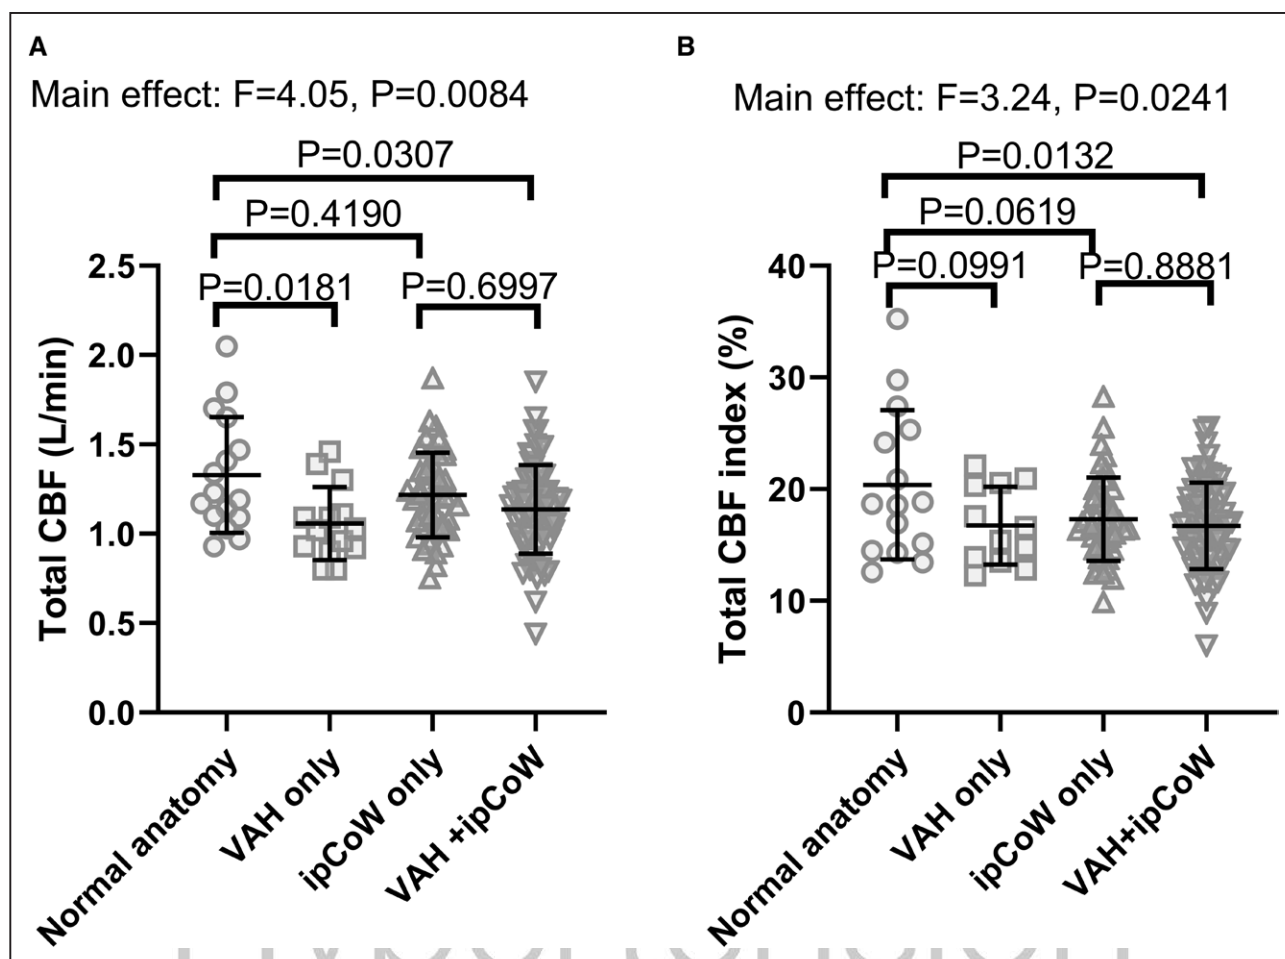 A
Main effect: F=4.05, P=0.0084
P=0.0307
P=0.4190
P=0.0181
P=0.6997
2.5
2.0
1.5
1.0
0.5
0.0
Total CBF (L/min)
Normal anatomy
VAH only
ipCoW only
VAH +ipCoW
B
Main effect: F=3.24, P=0.0241
P=0.0132
P=0.0619
P=0.0991
P=0.8881
40
30
20
10
0
Total CBF index (%)
Normal anatomy
VAH only
ipCoW only
VAH+ipCoW